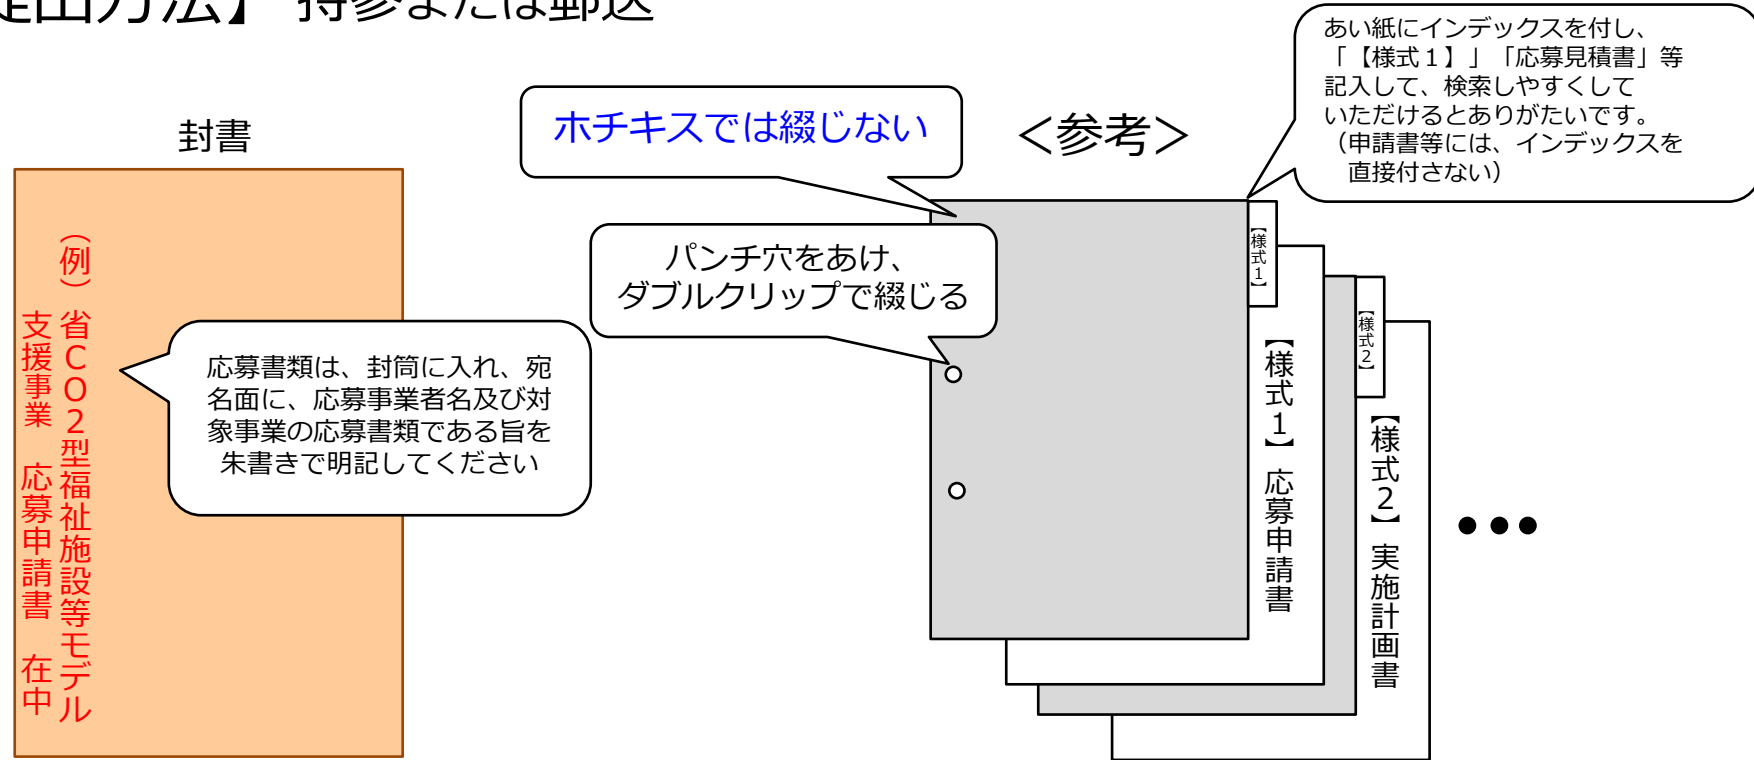 提出方法】 持参または郵送
封書
（例） 省CO2型福祉施設等モデル
支援事業 応募申請書 在中
応募書類は、封筒に入れ、宛
名面に、応募事業者名及び対
象事業の応募書類である旨を
朱書きで明記してください
ホチキスでは綴じない
パンチ穴をあけ、
ダブルクリップで綴じる
＜参考＞
あい紙にインデックスを付し、
「【様式１】」「応募見積書」等
記入して、検索しやすくして
いただけるとありがたいです。
（申請書等には、インデックスを
直接付さない）
【様式1】
【様式1】 応募申請書
【様式2】
【様式2】 実施計画書
●●●